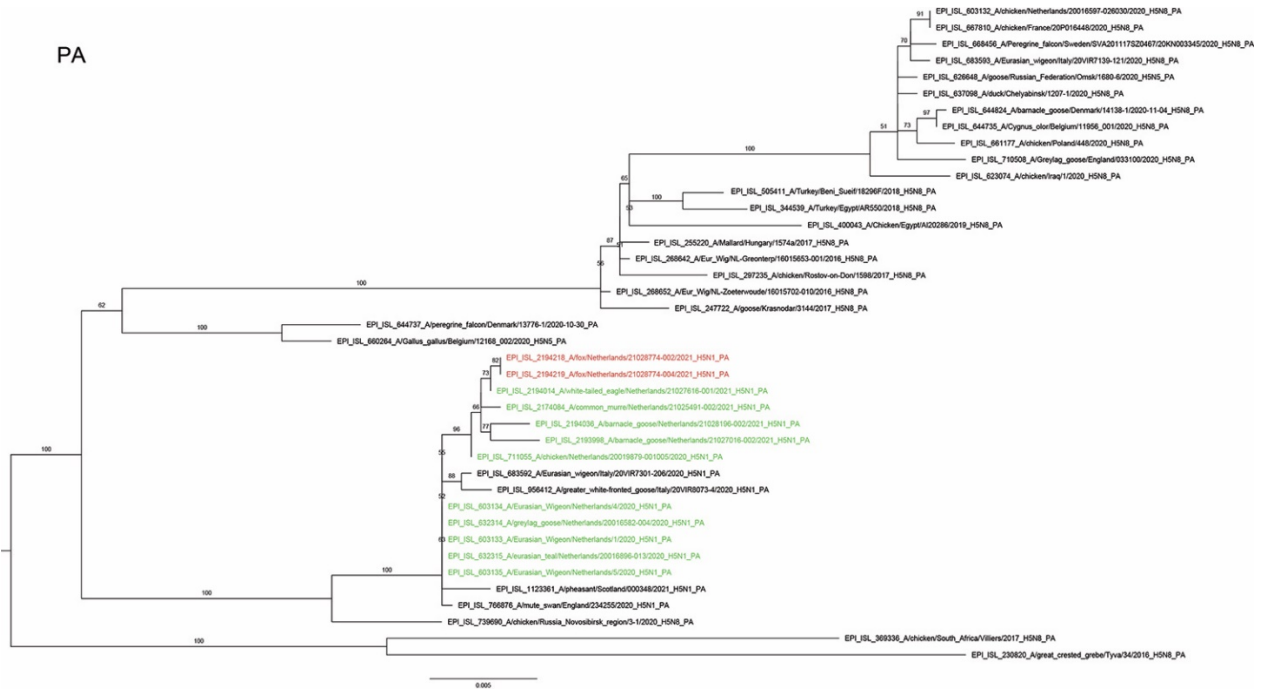 PA
91
EPI_ISL_603132_A/chicken/Netherlands/20016597-026030/2020_H5N8_PA
EPI_ISL_667810_A/chicken/France/20P016448/2020_H5N8_PA
70
EPI_ISL_668456_A/Peregrine_falcon/Sweden/SVA201117SZ0467/20KN003345/2020_H5N8_PA
EPI_ISL_683593_A/Eurasian_wigeon/Italy/20VIR7139-121/2020_H5N8_PA
EPI_ISL_626648_A/goose/Russian_Federation/Omsk/1680-6/2020_H5N5_PA
EPI_ISL_637098_A/duck/Chelyabinsk/1207-1/2020_H5N8_PA
97
EPI_ISL_644824_A/barnacle_goose/Denmark/14138-1/2020-11-04_H5N8_PA
51
73
EPI_ISL_644735_A/Cygnus_olor/Belgium/11956_001/2020_H5N8_PA
EPI_ISL_661177_A/chicken/Poland/448/2020_H5N8_PA
100
EPI_ISL_710508_A/Greylag_goose/England/033100/2020_H5N8_PA
EPI_ISL_623074_A/chicken/Iraq/1/2020_H5N8_PA
65
EPI_ISL_505411_A/Turkey/Beni_Sueif/18296F/2018_H5N8_PA
100
EPI_ISL_344539_A/Turkey/Egypt/AR550/2018_H5N8_PA
EPI_ISL_400043_A/Chicken/Egypt/AI20286/2019_H5N8_PA
87
EPI_ISL_255220_A/Mallard/Hungary/1574a/2017_H5N8_PA
56
EPI_ISL_268642_A/Eur_Wig/NL-Greonterp/16015653-001/2016_H5N8_PA
EPI_ISL_297235_A/chicken/Rostov-on-Don/1598/2017_H5N8_PA
100
EPI_ISL_268652_A/Eur_Wig/NL-Zoeterwoude/16015702-010/2016_H5N8_PA
62
EPI_ISL_247722_A/goose/Krasnodar/3144/2017_H5N8_PA
100
EPI_ISL_644737_A/peregrine_falcon/Denmark/13776-1/2020-10-30_PA
EPI_ISL_660264_A/Gallus_gallus/Belgium/12168_002/2020_H5N5_PA
82
EPI_ISL_2194218_A/fox/Netherlands/21028774-002/2021_H5N1_PA
73
EPI_ISL_2194219_A/fox/Netherlands/21028774-004/2021_H5N1_PA
EPI_ISL_2194014_A/white-tailed_eagle/Netherlands/21027616-001/2021_H5N1_PA
66
EPI_ISL_2174084_A/common_murre/Netherlands/21025491-002/2021_H5N1_PA
77
EPI_ISL_2194036_A/barnacle_goose/Netherlands/21028196-002/2021_H5N1_PA
96
EPI_ISL_2193998_A/barnacle_goose/Netherlands/21027016-002/2021_H5N1_PA
100
EPI_ISL_711055_A/chicken/Netherlands/20019879-001005/2020_H5N1_PA
88
EPI_ISL_683592_A/Eurasian_wigeon/Italy/20VIR7301-206/2020_H5N1_PA
EPI_ISL_956412_A/greater_white-fronted_goose/Italy/20VIR8073-4/2020_H5N1_PA
52
EPI_ISL_603134_A/Eurasian_Wigeon/Netherlands/4/2020_H5N1_PA
EPI_ISL_632314_A/greylag_goose/Netherlands/20016582-004/2020_H5N1_PA
EPI_ISL_603133_A/Eurasian_Wigeon/Netherlands/1/2020_H5N1_PA
EPI_ISL_632315_A/eurasian_teal/Netherlands/20016896-013/2020_H5N1_PA
100
EPI_ISL_603135_A/Eurasian_Wigeon/Netherlands/5/2020_H5N1_PA
EPI_ISL_1123361_A/pheasant/Scotland/000348/2021_H5N1_PA
100
EPI_ISL_766876_A/mute_swan/England/234255/2020_H5N1_PA
EPI_ISL_739690_A/chicken/Russia_Novosibirsk_region/3-1/2020_H5N8_PA
100
EPI_ISL_369336_A/chicken/South_Africa/Villiers/2017_H5N8_PA
EPI_ISL_230820_A/great_crested_grebe/Tyva/34/2016_H5N8_PA
0.005